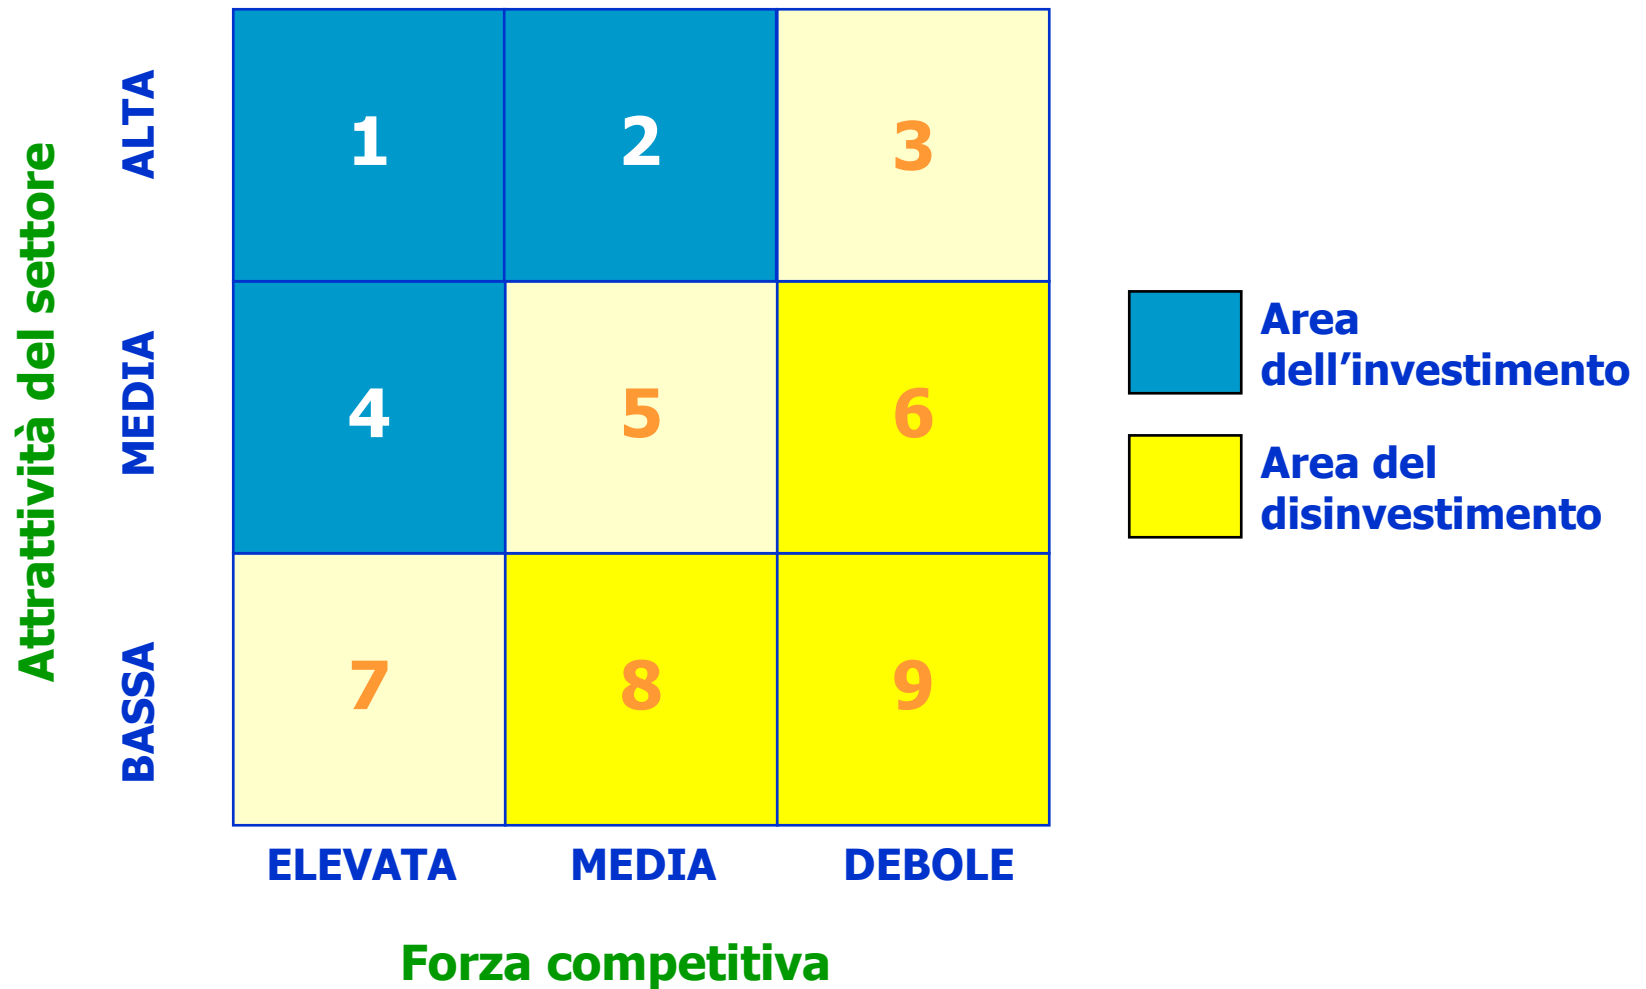 Attrattività del settore
ALTA
MEDIA
BASSA
1
2
3
4
5
6
7
8
9
ELEVATA
MEDIA
DEBOLE
Forza competitiva
Area
dell’investimento
Area del
disinvestimento